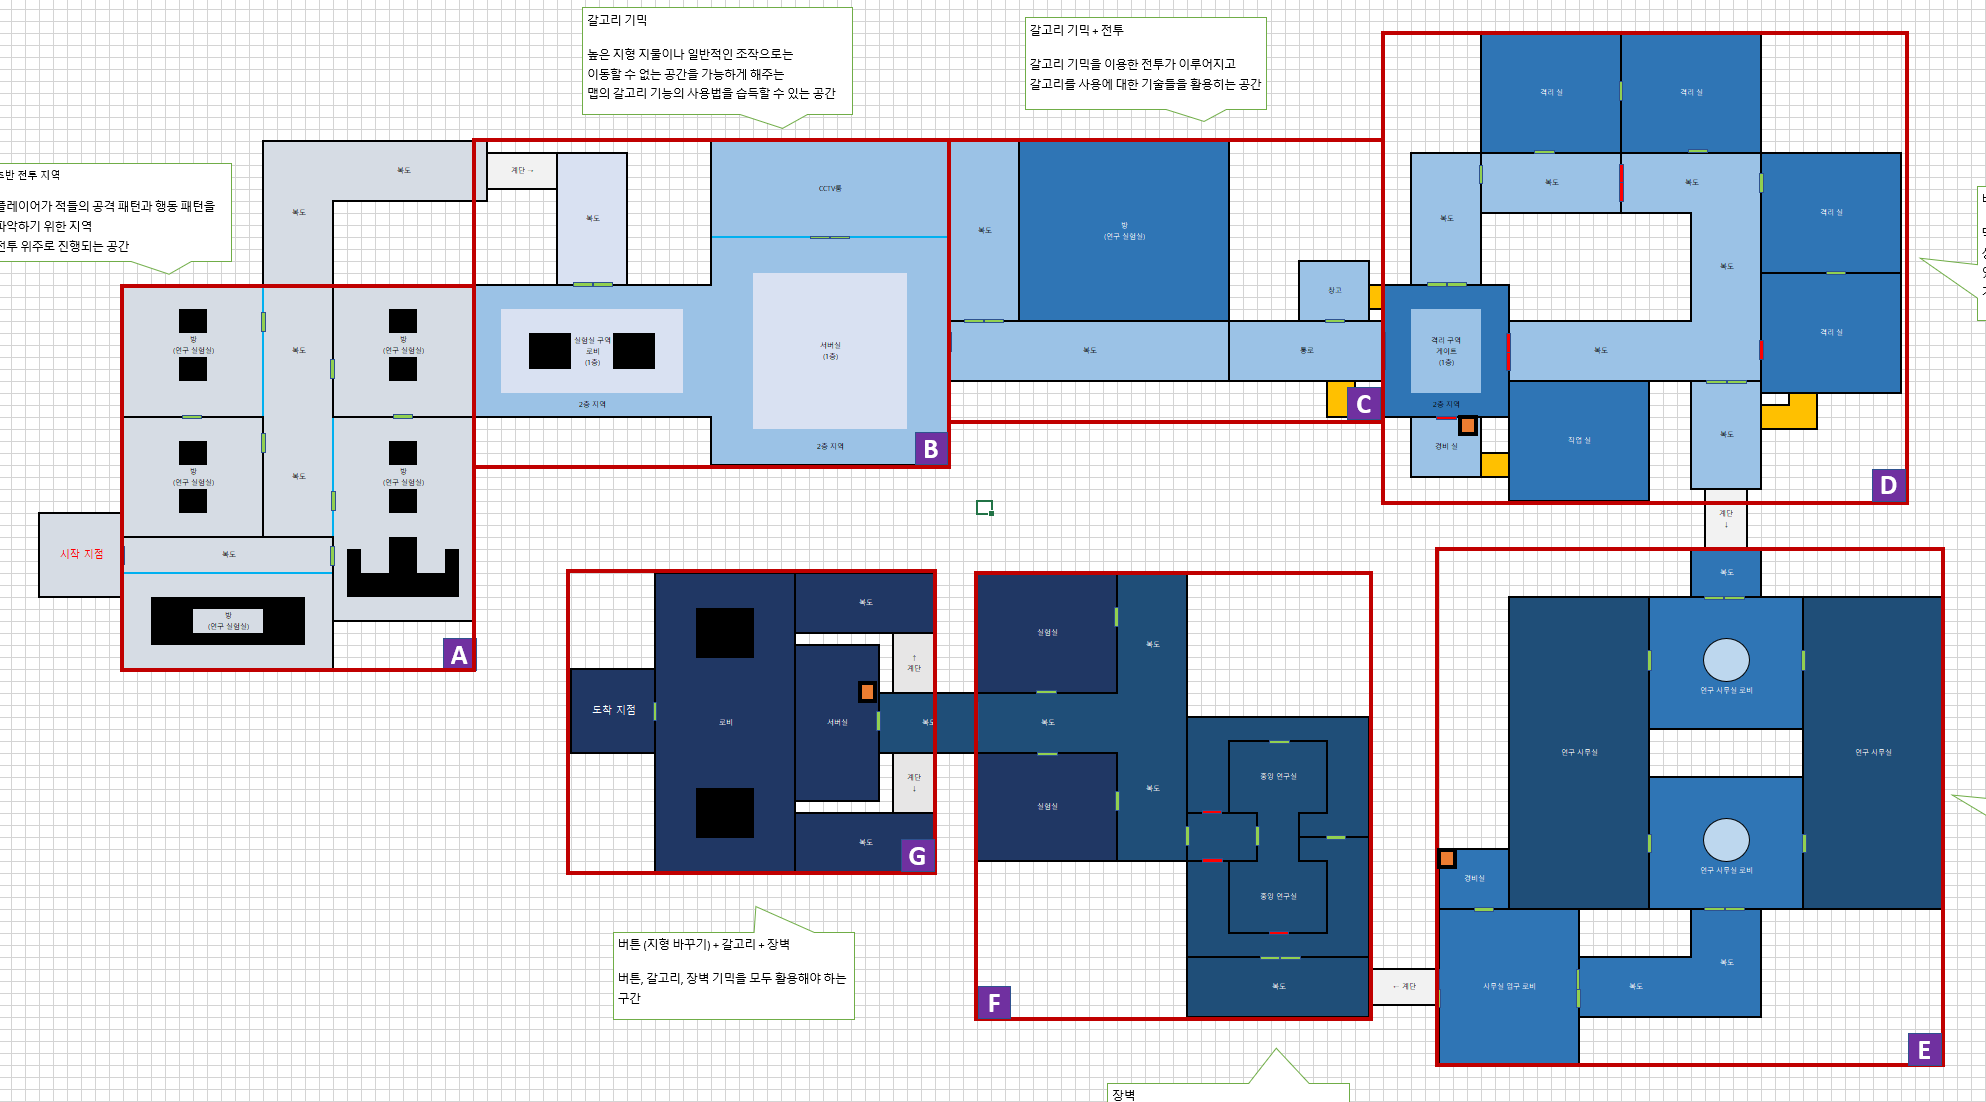 갈고리 기믹
높은 지형 지물이나 일반적인 조작으로는
이동할 수 없는 공간을 가능하게 해주는
맵의 갈고리 기능의 사용법을 습득할 수 있는 공간
갈고리 기믹 + 전투
갈고리 기믹을 이용한 전투가 이루어지고
갈고리를 사용에 대한 기술들을 활용하는 공간
초반 전투 지역
플레이어가 적들의 공격 패턴과 행동 패턴을
파악하기 위한 지역
전투 위주로 진행되는 공간
복도
복도
계단 →
복도
방
(연구 실험실)
복도
방
(연구 실험실)
방
(연구 실험실)
복도
방
(연구 실험실)
시작 지점
복도
방
(연구 실험실)
A
CCTV룸
실험실 구역
로비
(1층)
2층 지역
서버실
(1층)
2층 지역
B
복도
방
(연구 실험실)
복도
통로
창고
C
격리 실
격리 실
복도
복도
복도
격리 실
복도
격리 구역
게이트
(1층)
2층 지역
복도
격리 실
경비 실
작업 실
복도
D
계단
↓
복도
연구 사무실 로비
연구 사무실
연구 사무실
연구 사무실 로비
경비실
복도
사무실 입구 로비
복도
E
← 계단
실험실
복도
복도
실험실
복도
중앙 연구실
중앙 연구실
복도
F
복도
↑
계단
도착 지점
로비
서버실
복도
계단
↓
복도
G
버튼 (지형 바꾸기) + 갈고리 + 장벽
버튼, 갈고리, 장벽 기믹을 모두 활용해야 하는
구간
장벽